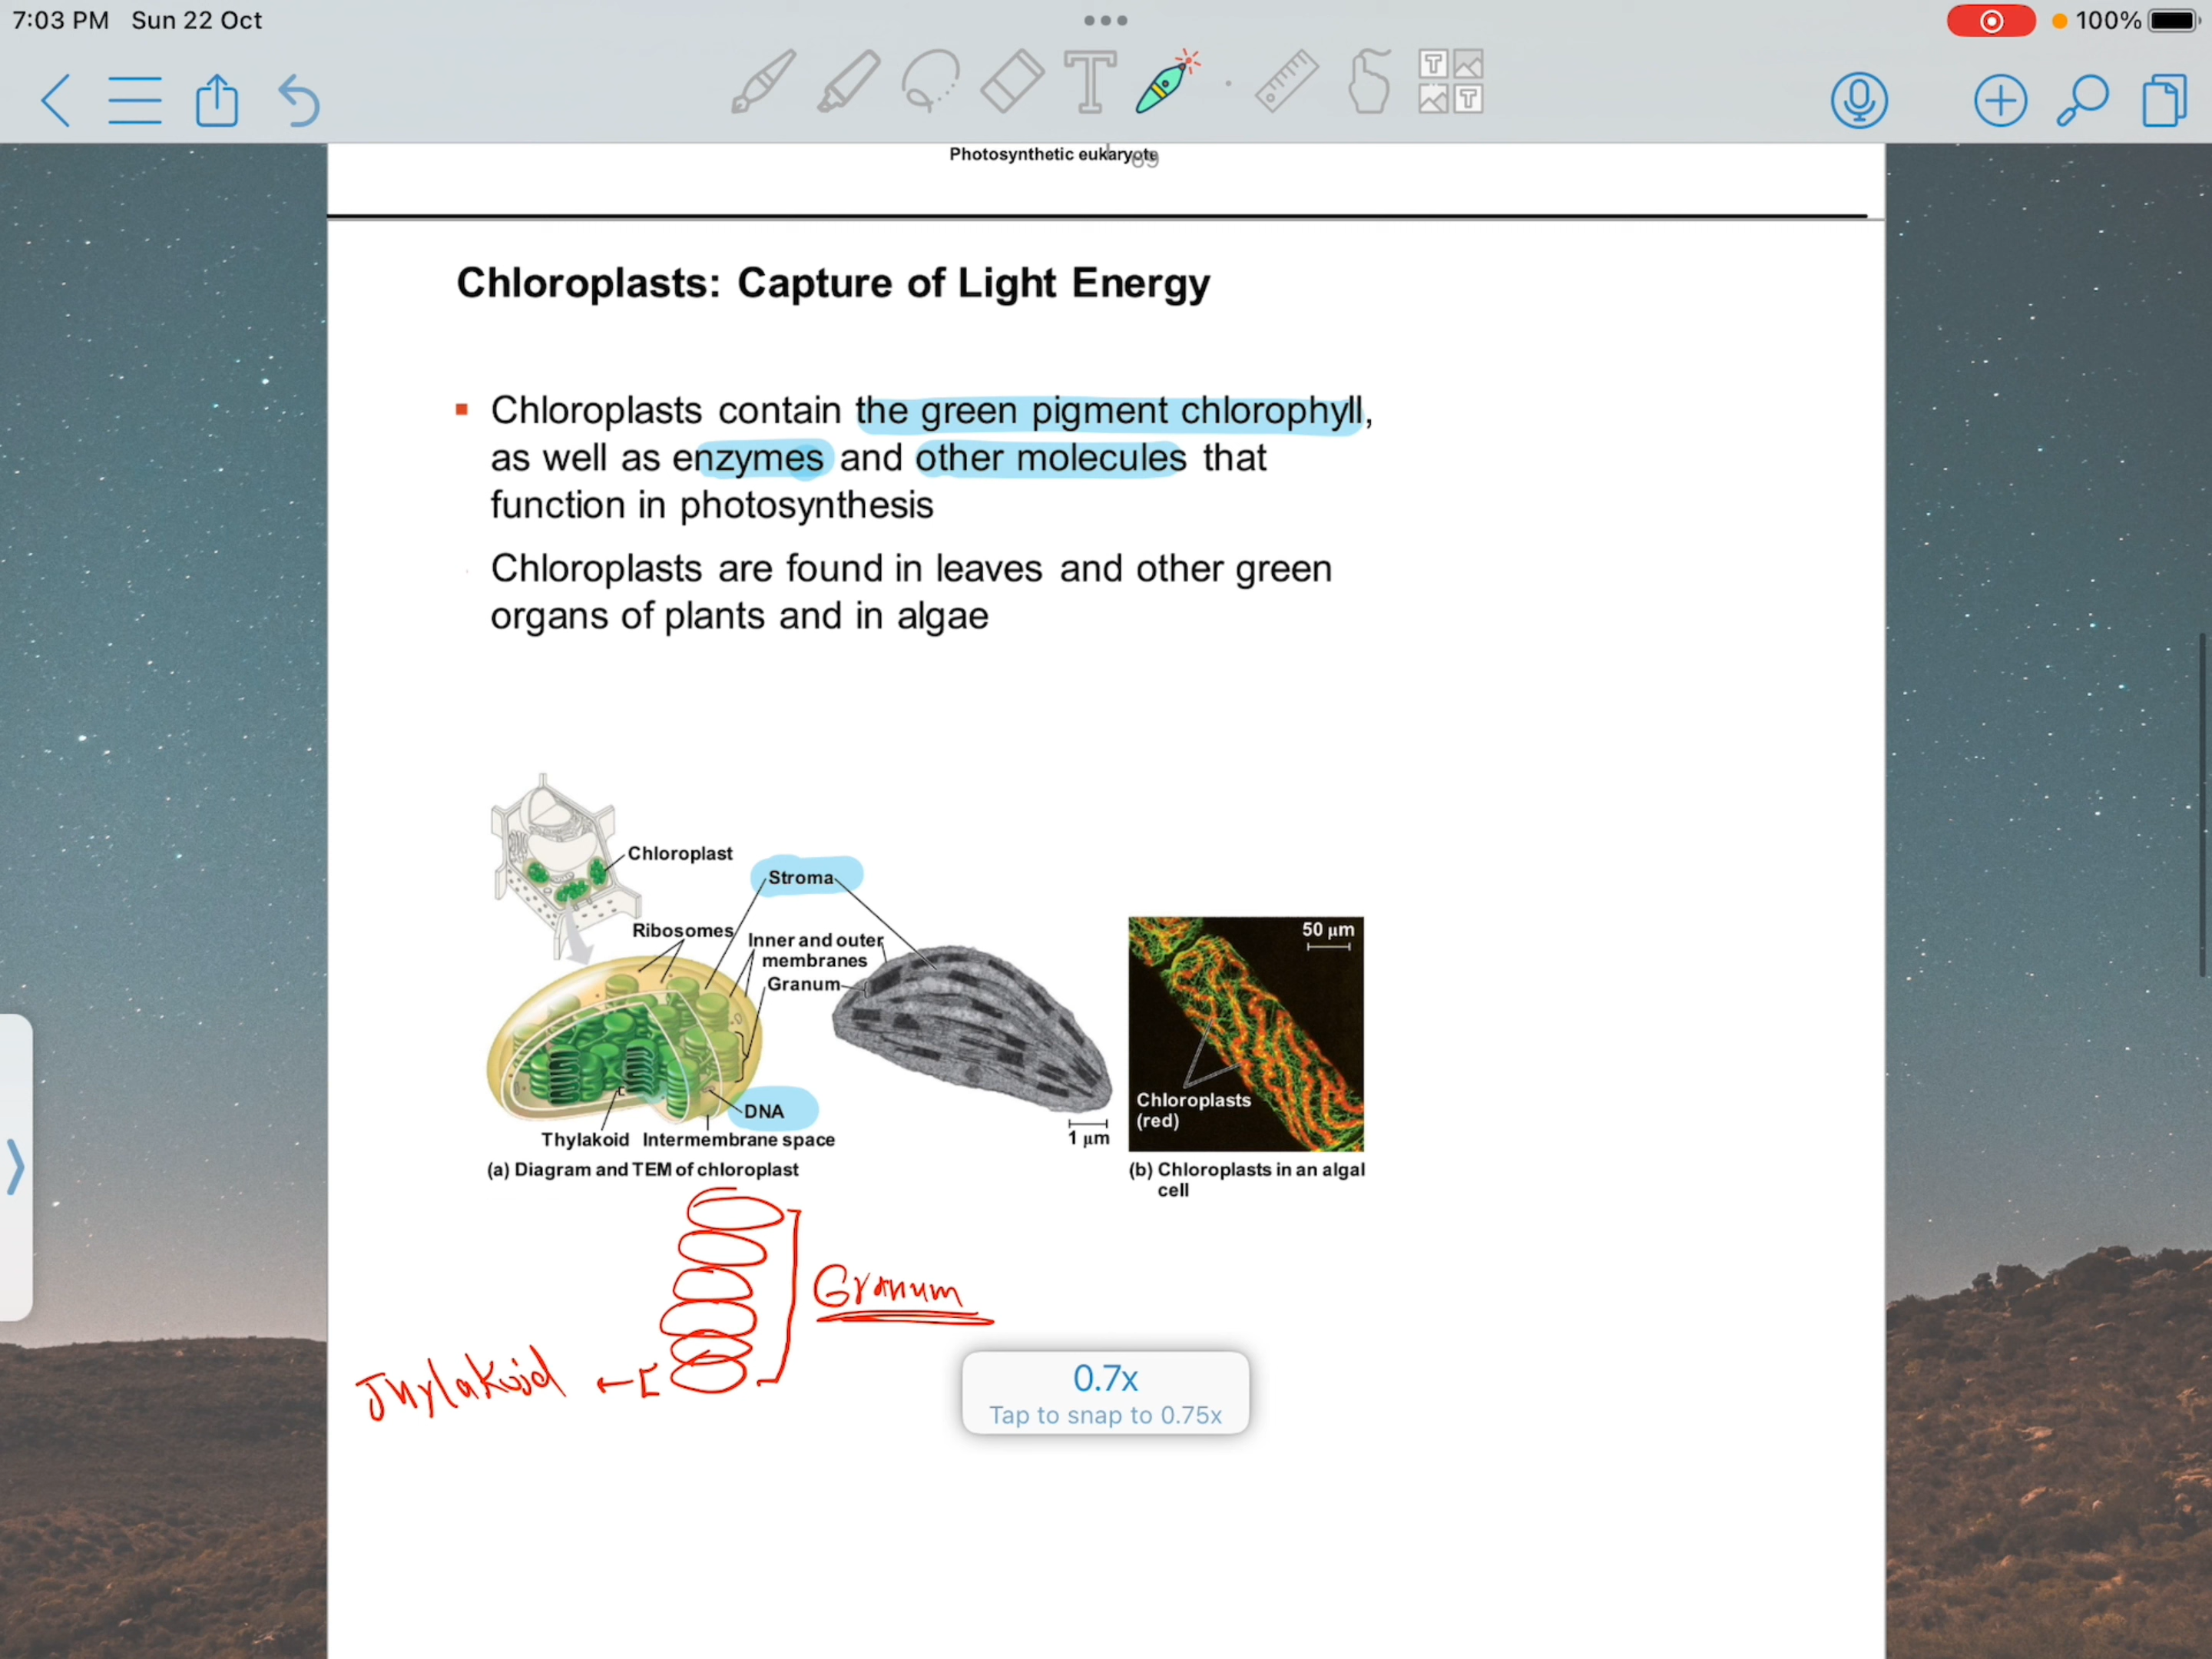 7:03 PM Sun 22 Oct
100%
Photosynthetic eukaryote
69
Chloroplasts: Capture of Light Energy
Chloroplasts contain the green pigment chlorophyll,
as well as enzymes and other molecules that
function in photosynthesis
Chloroplasts are found in leaves and other green
organs of plants and in algae
Chloroplast
Stroma
Ribosomes
Inner and outer
membranes
Granum
50 µm
Chloroplasts
(red)
DNA
Thylakoid Intermembrane space
1 µm
(a) Diagram and TEM of chloroplast
(b) Chloroplasts in an algal
cell
Granum
Thylakoid
0.7x
Tap to snap to 0.75x